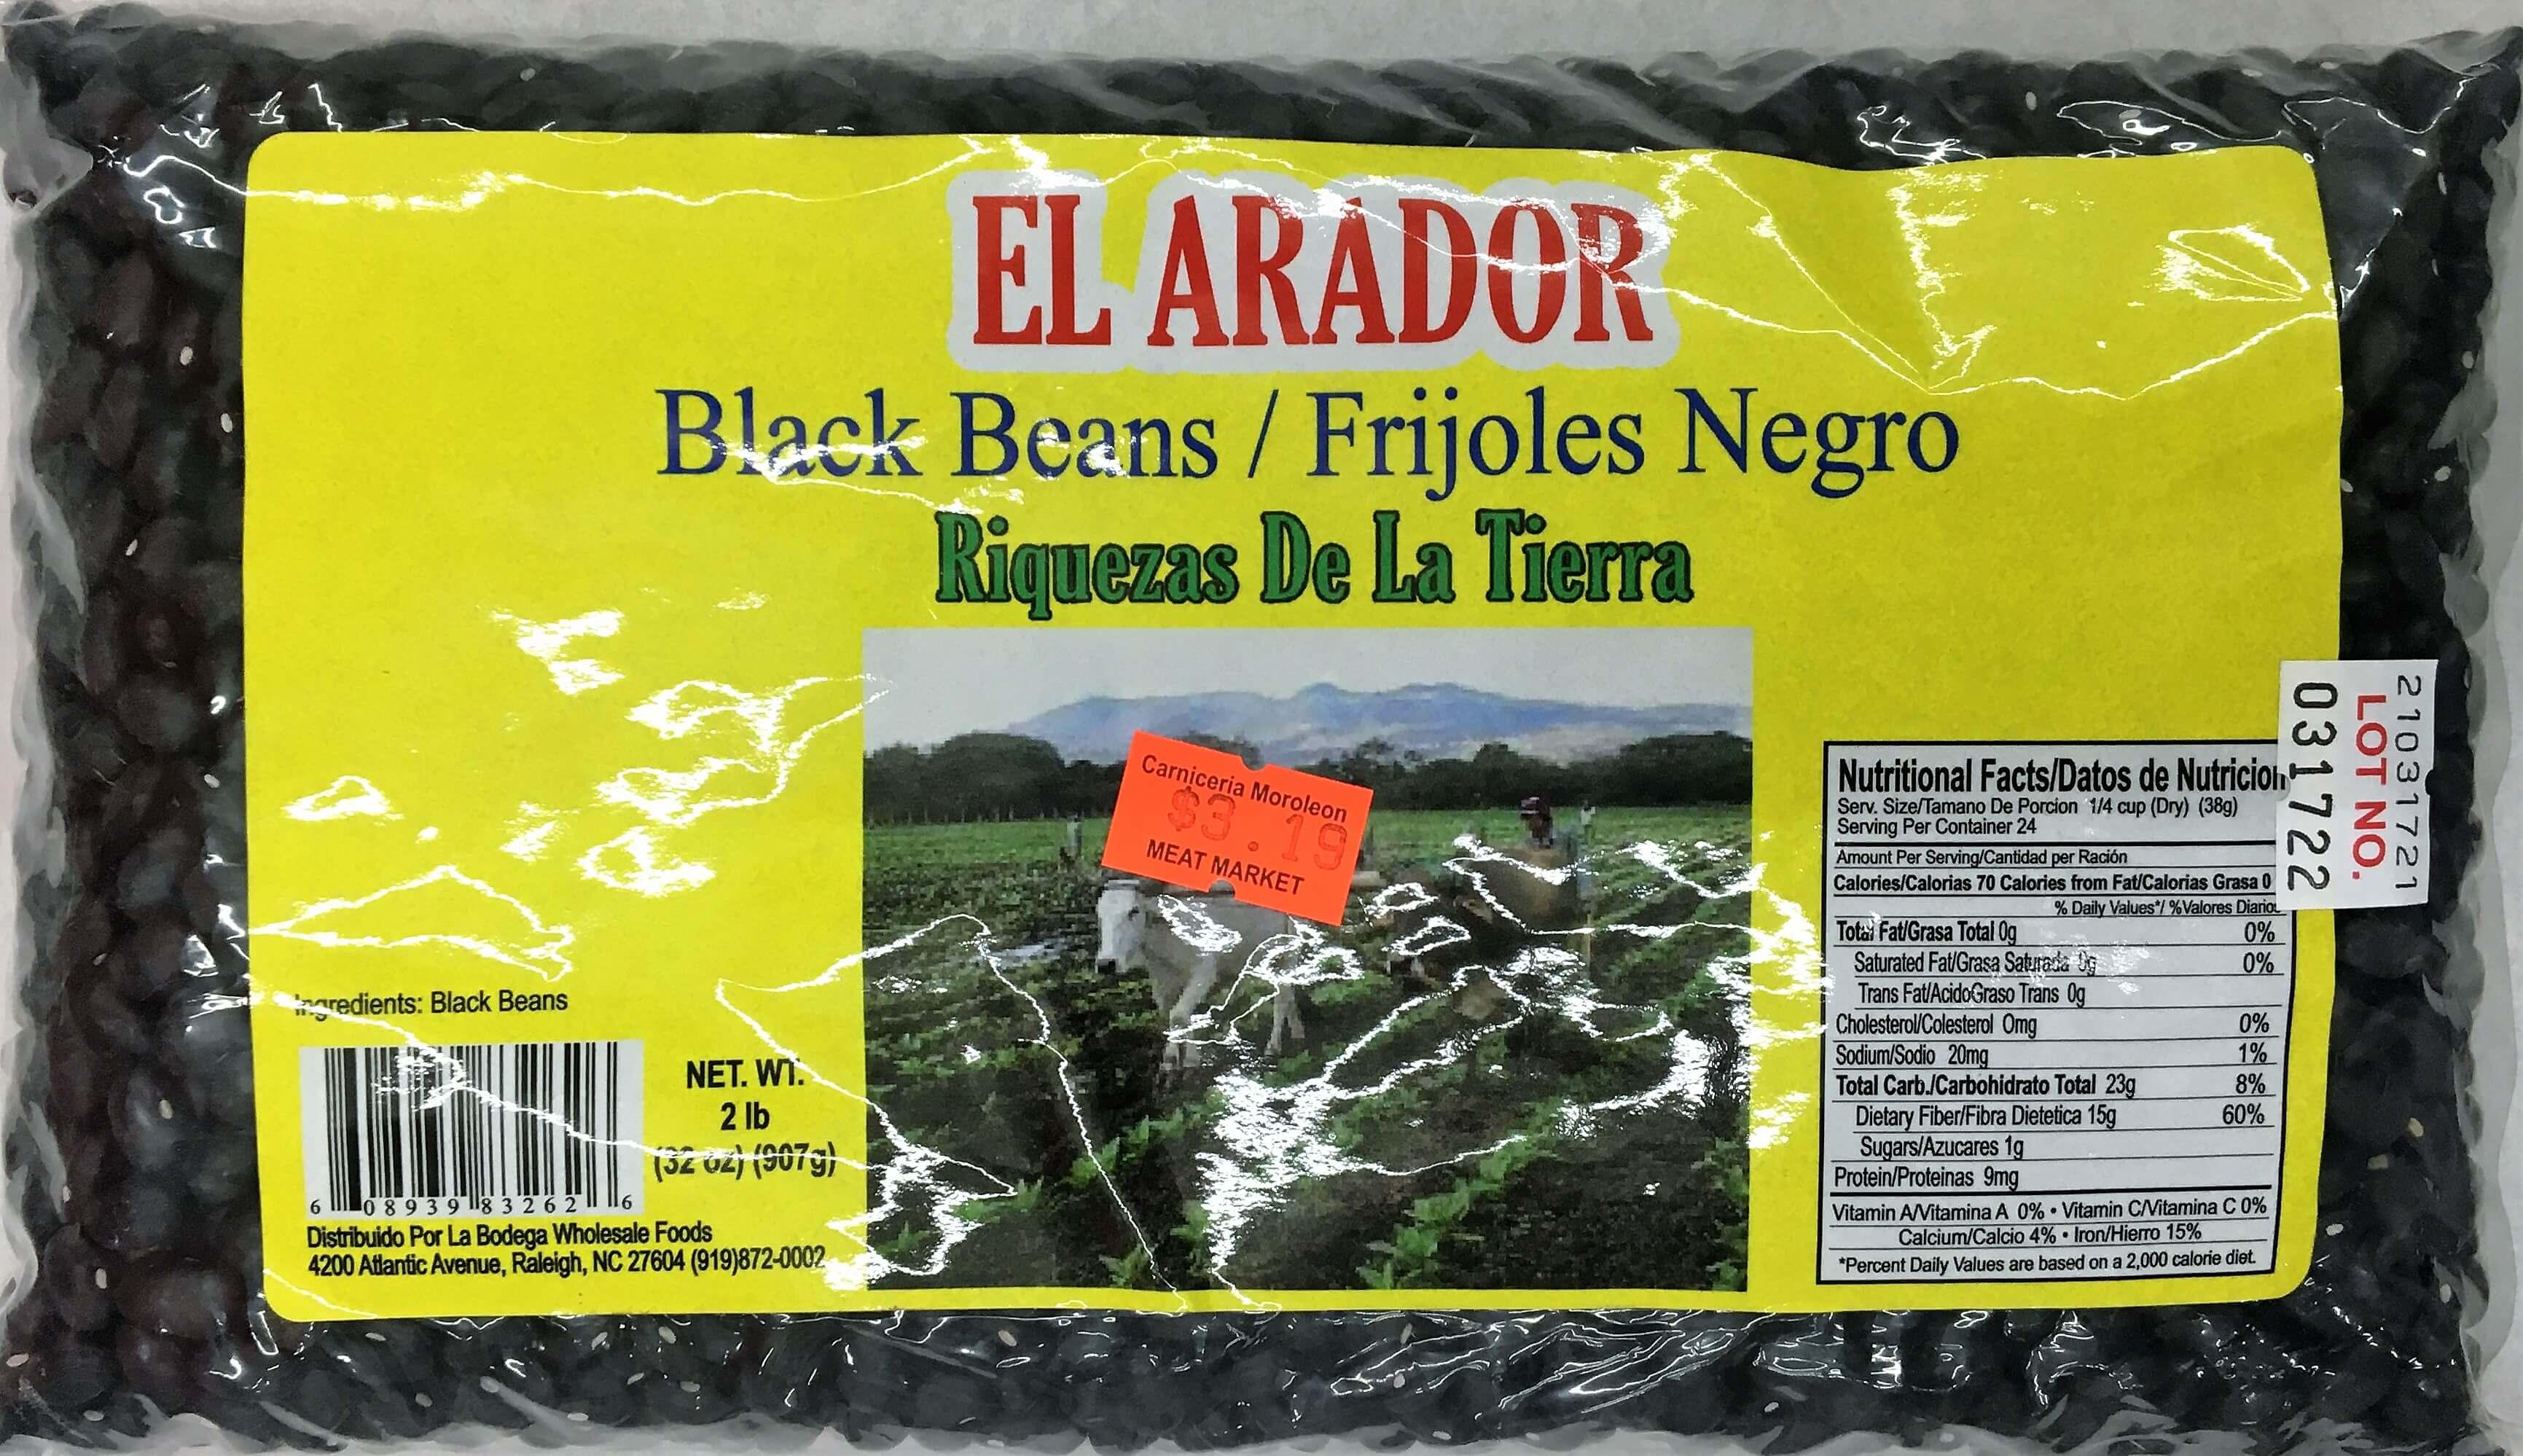 EL ARADOR
Black Beans / Frijoles Negro
Riquezas De La Tierra
Carniceria Moroleon
$3.19
MEAT MARKET
Ingredients: Black Beans
NET. WT.
2 lb
(32 oz) (907g)
6 08939 83262 6
Distribuido Por La Bodega Wholesale Foods
4200 Atlantic Avenue, Raleigh, NC 27604 (919)872-0002
Nutritional Facts/Datos de Nutricion
Serv. Size/Tamano De Porcion 1/4 cup (Dry) (38g)
Serving Per Container 24
Amount Per Serving/Cantidad per Ración
Calories/Calorias 70 Calories from Fat/Calorias Grasa 0
% Daily Values*/ %Valores Diarios
Total Fat/Grasa Total 0g 0%
Saturated Fat/Grasa Saturada 0g 0%
Trans Fat/AcidoGraso Trans 0g
Cholesterol/Colesterol 0mg 0%
Sodium/Sodio 20mg 1%
Total Carb./Carbohidrato Total 23g 8%
Dietary Fiber/Fibra Dietetica 15g 60%
Sugars/Azucares 1g
Protein/Proteinas 9mg
Vitamin A/Vitamina A 0% • Vitamin C/Vitamina C 0%
Calcium/Calcio 4% • Iron/Hierro 15%
*Percent Daily Values are based on a 2,000 calorie diet.
21031721
LOT NO.
031722